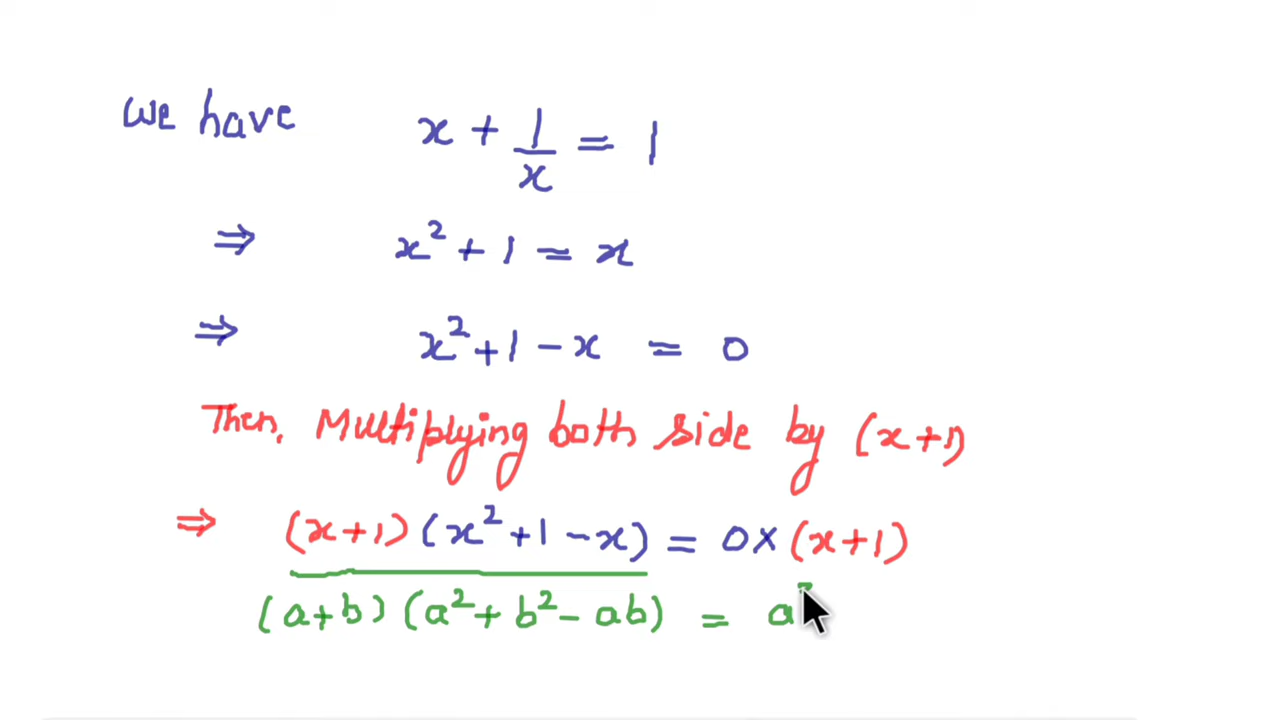 We have x + 1/x = 1
⇒ x² + 1 = x
⇒ x² + 1 − x = 0
Then, Multiplying both side by (x+1)
⇒ (x+1)(x² + 1 − x) = 0 × (x+1)
(a+b)(a² + b² − ab) = a